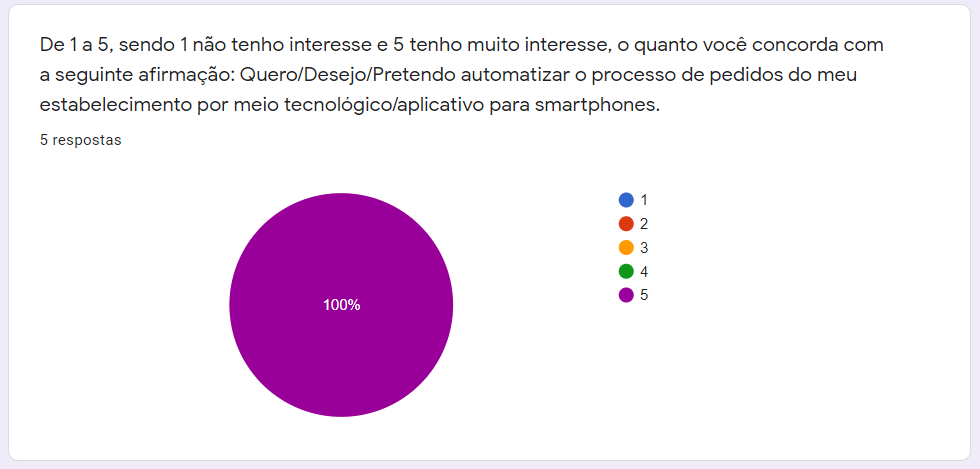 De 1 a 5, sendo 1 não tenho interesse e 5 tenho muito interesse, o quanto você concorda com
a seguinte afirmação: Quero/Desejo/Pretendo automatizar o processo de pedidos do meu
estabelecimento por meio tecnológico/aplicativo para smartphones.
5 respostas
100%
1
2
3
4
5